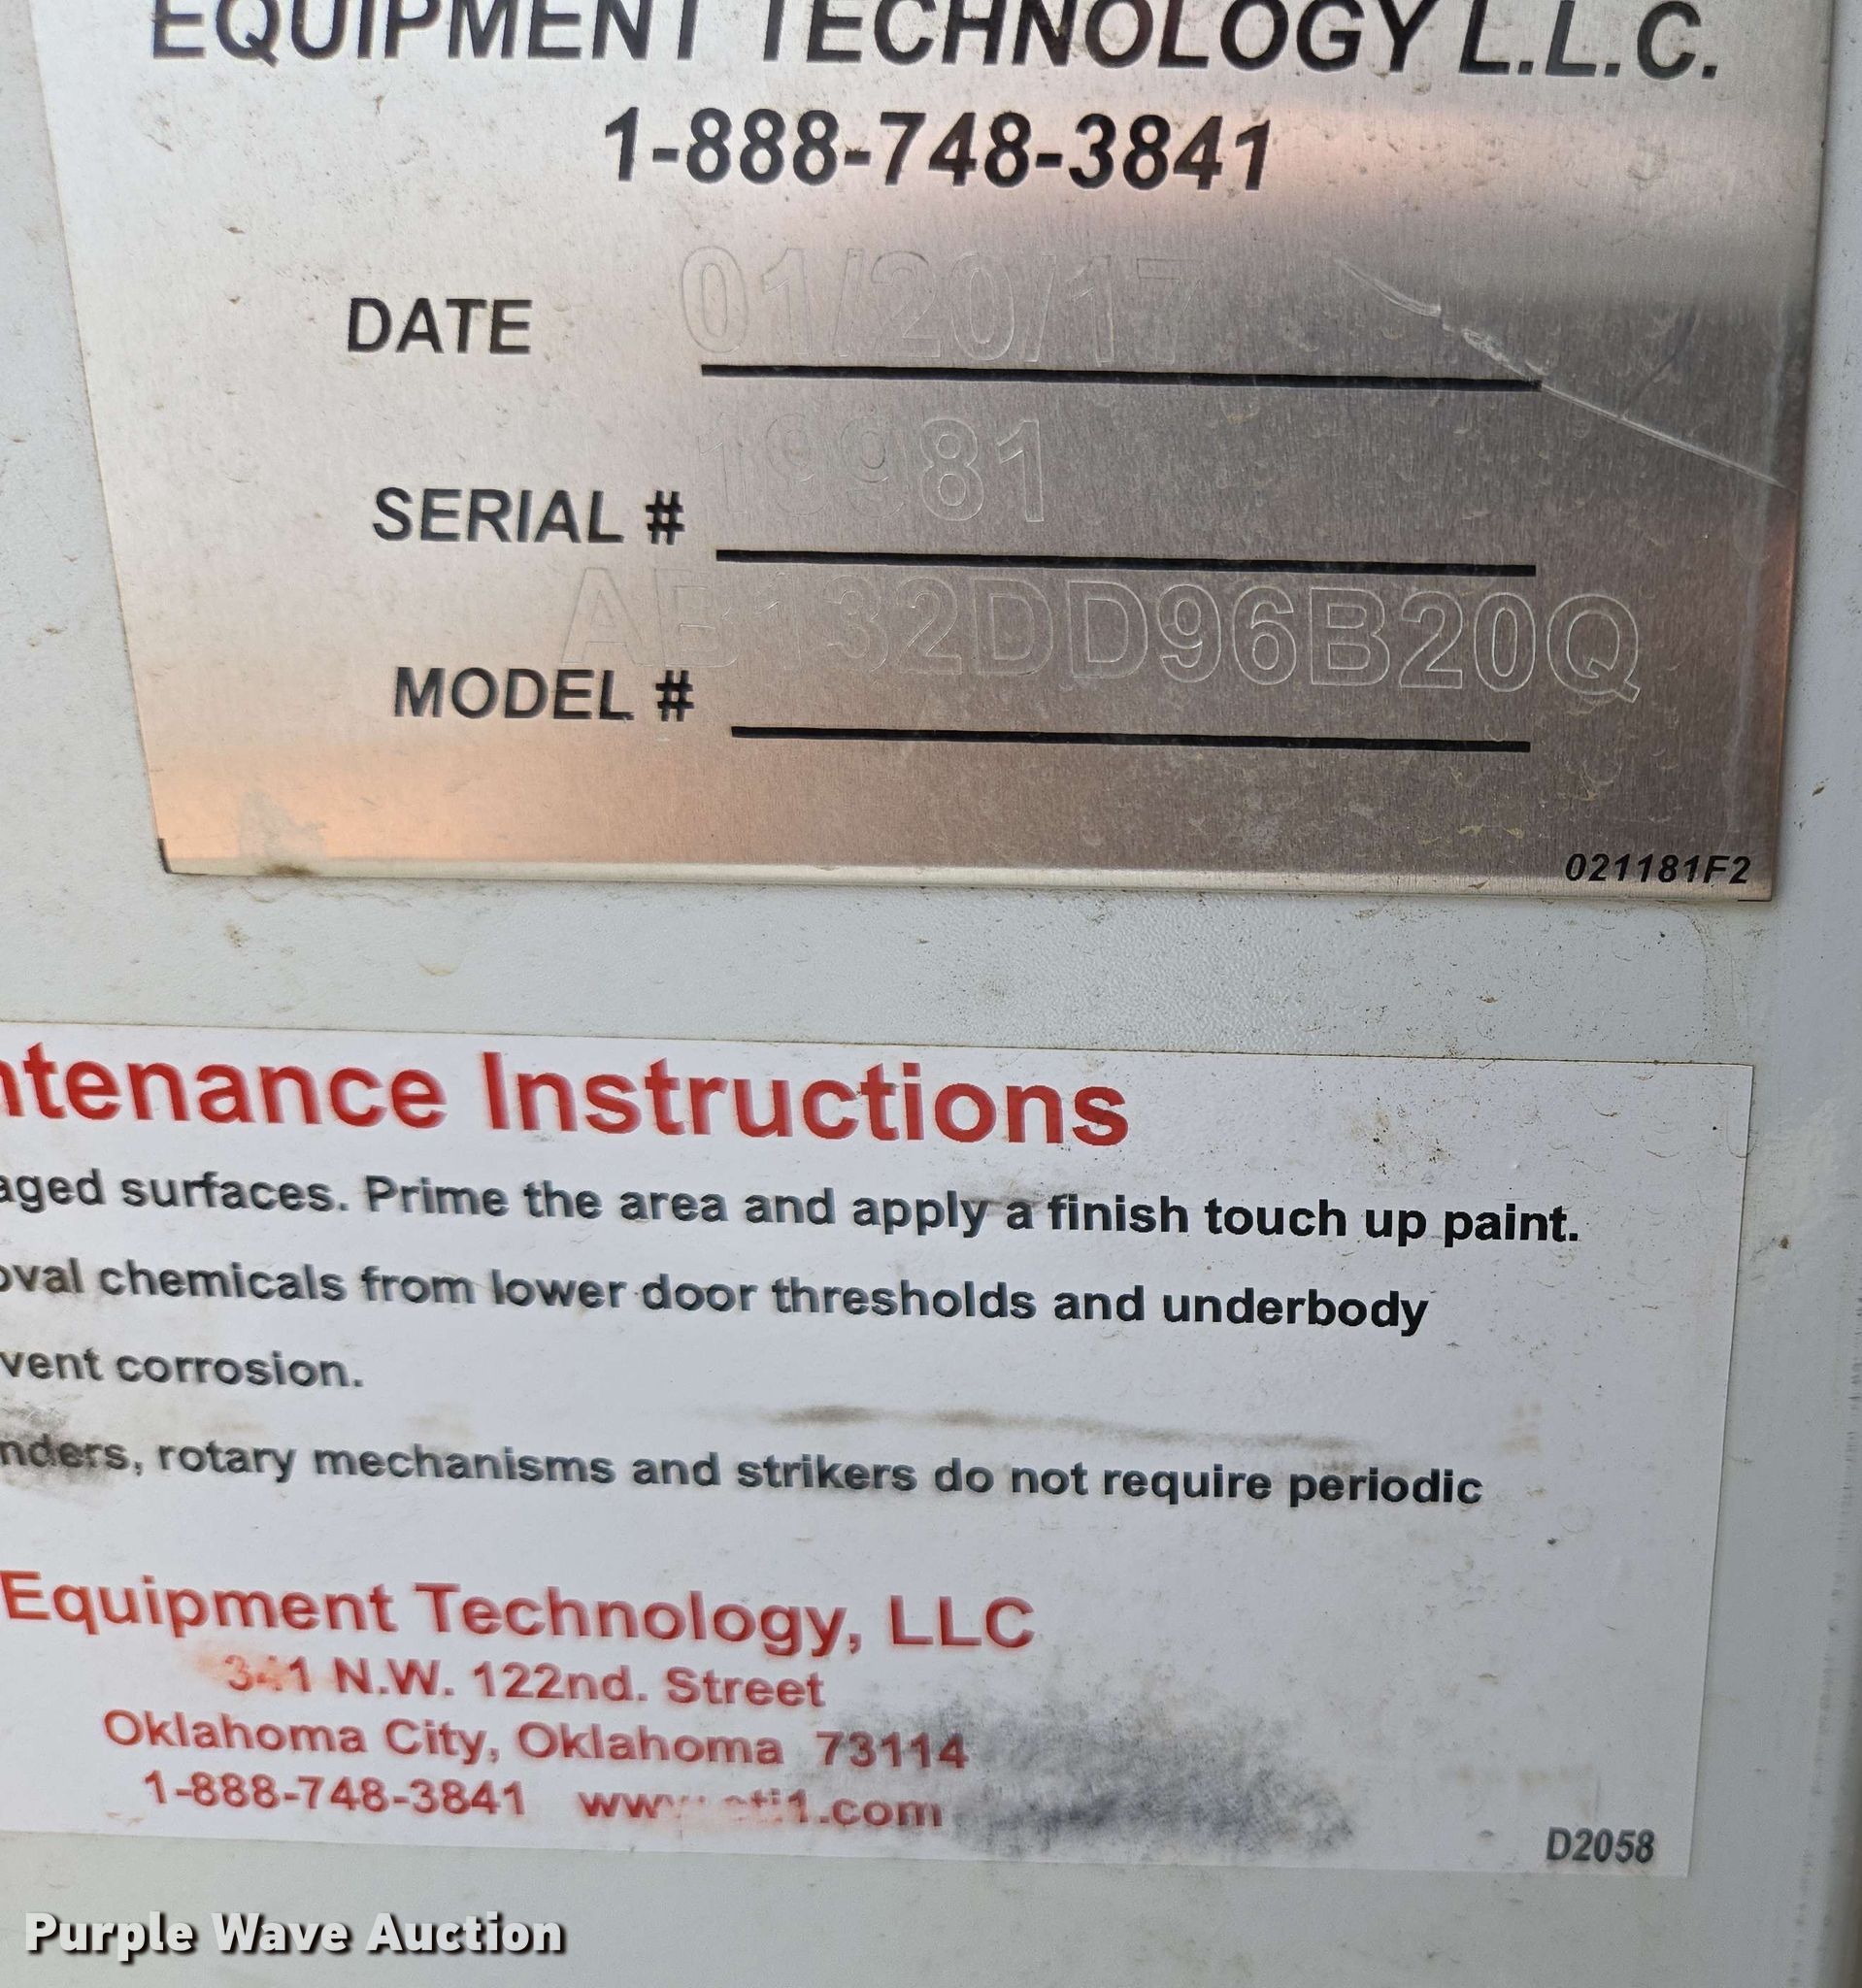 EQUIPMENT TECHNOLOGY L.L.C.
1-888-748-3841
DATE 01/20/17
SERIAL # 19981
MODEL # AB132DD96B20Q
021181F2
ntenance Instructions
aged surfaces. Prime the area and apply a finish touch up paint.
oval chemicals from lower door thresholds and underbody
vent corrosion.
nders, rotary mechanisms and strikers do not require periodic
Equipment Technology, LLC
341 N.W. 122nd. Street
Oklahoma City, Oklahoma 73114
1-888-748-3841 www.eti1.com
D2058
Purple Wave Auction